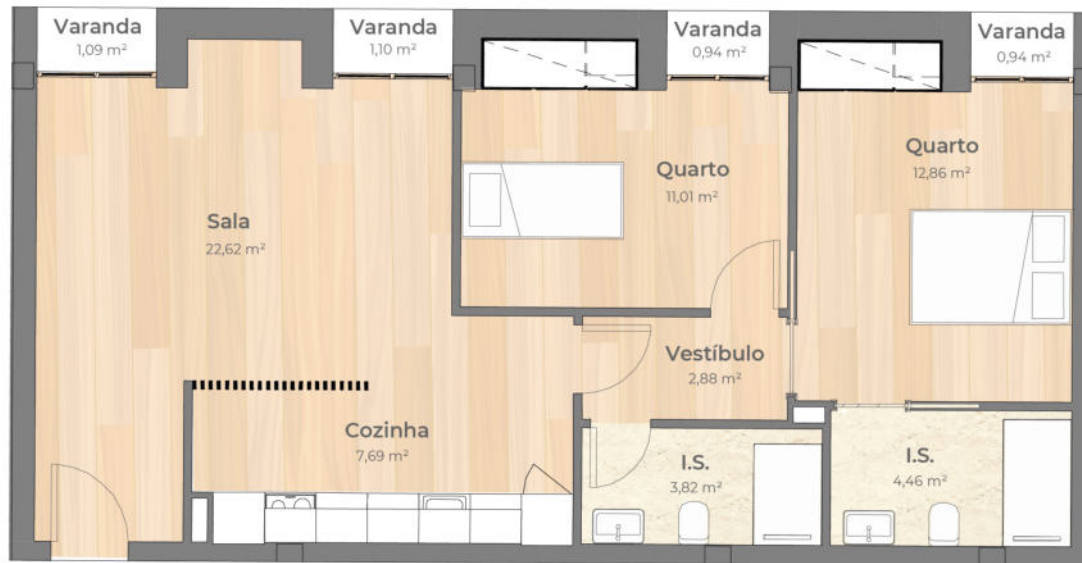 Varanda
1,09 m²
Varanda
1,10 m²
Varanda
0,94 m²
Varanda
0,94 m²
Sala
22,62 m²
Quarto
11,01 m²
Quarto
12,86 m²
Vestíbulo
2,88 m²
Cozinha
7,69 m²
I.S.
3,82 m²
I.S.
4,46 m²